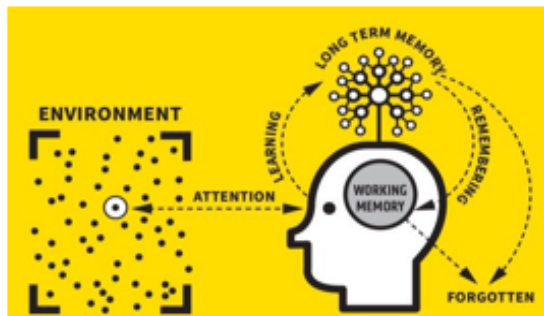 LONG TERM MEMORY
ENVIRONMENT
LEARNING
REMEMBERING
ATTENTION
WORKING
MEMORY
FORGOTTEN